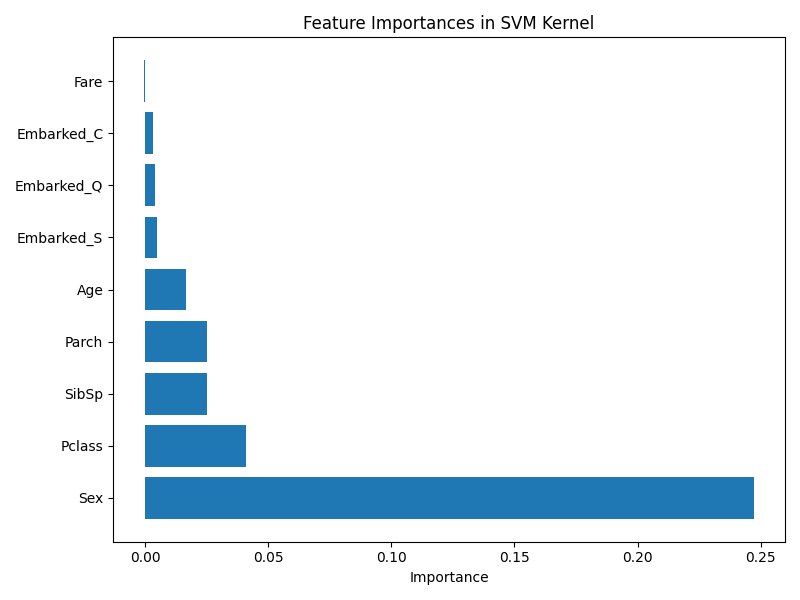 Feature Importances in SVM Kernel
Fare
Embarked_C
Embarked_Q
Embarked_S
Age
Parch
SibSp
Pclass
Sex
0.00 0.05 0.10 0.15 0.20 0.25
Importance